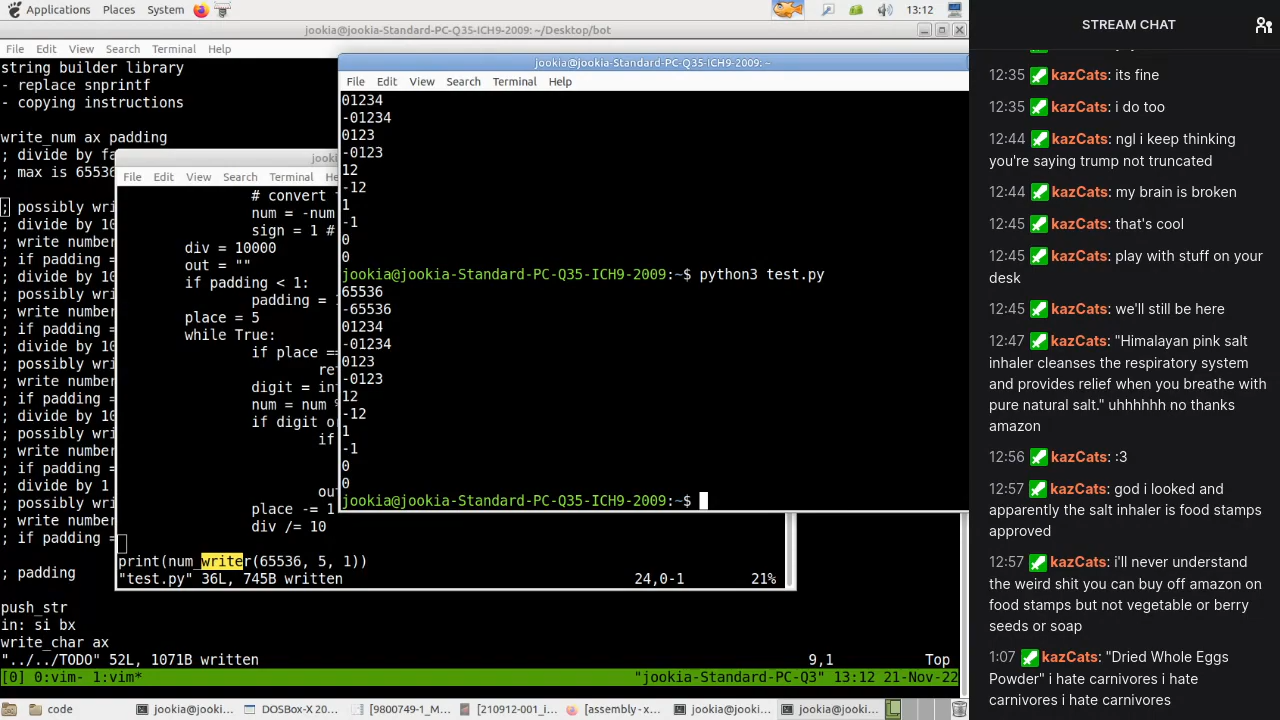 Applications Places System 13:12
jookia@jookia-Standard-PC-Q35-ICH9-2009: ~/Desktop/bot
File Edit View Search Terminal Help
string builder library
- replace snprintf
- copying instructions
write_num ax padding
; divide by fa
; max is 65536
; possibly wri
; divide by 10
; write number
; if padding =
; divide by 10
; possibly wri
; write number
; if padding =
; divide by 10
; possibly wri
; write number
; if padding =
; divide by 10
; possibly wri
; write number
; if padding =
; divide by 1
; possibly wri
; write number
; if padding =
; padding
push_str
in: si bx
write_char ax
"../../TODO" 52L, 1071B written 9,1 Top
[0] 0:vim- 1:vim* "jookia-Standard-PC-Q3" 13:12 21-Nov-22
jooki
File Edit View Search Terminal He
# convert
num = -num
sign = 1 #
div = 10000
out = ""
if padding < 1:
padding =
place = 5
while True:
if place ==
re
digit = int
num = num %
if digit o
if
ou
place -= 1
div /= 10
print(num_writer(65536, 5, 1))
"test.py" 36L, 745B written 24,0-1 21%
jookia@jookia-Standard-PC-Q35-ICH9-2009: ~
File Edit View Search Terminal Help
01234
-01234
0123
-0123
12
-12
1
-1
0
0
jookia@jookia-Standard-PC-Q35-ICH9-2009:~$ python3 test.py
65536
-65536
01234
-01234
0123
-0123
12
-12
1
-1
0
0
jookia@jookia-Standard-PC-Q35-ICH9-2009:~$
code jookia@jooki... DOSBox-X 20... [9800749-1_M... [210912-001_i... [assembly - x... jookia@jooki... jookia@jooki...
STREAM CHAT
12:35 kazCats: its fine
12:35 kazCats: i do too
12:44 kazCats: ngl i keep thinking
you're saying trump not truncated
12:44 kazCats: my brain is broken
12:45 kazCats: that's cool
12:45 kazCats: play with stuff on your
desk
12:45 kazCats: we'll still be here
12:47 kazCats: "Himalayan pink salt
inhaler cleanses the respiratory system
and provides relief when you breathe with
pure natural salt." uhhhhhh no thanks
amazon
12:56 kazCats: :3
12:57 kazCats: god i looked and
apparently the salt inhaler is food stamps
approved
12:57 kazCats: i'll never understand
the weird shit you can buy off amazon on
food stamps but not vegetable or berry
seeds or soap
1:07 kazCats: "Dried Whole Eggs
Powder" i hate carnivores i hate
carnivores i hate carnivores